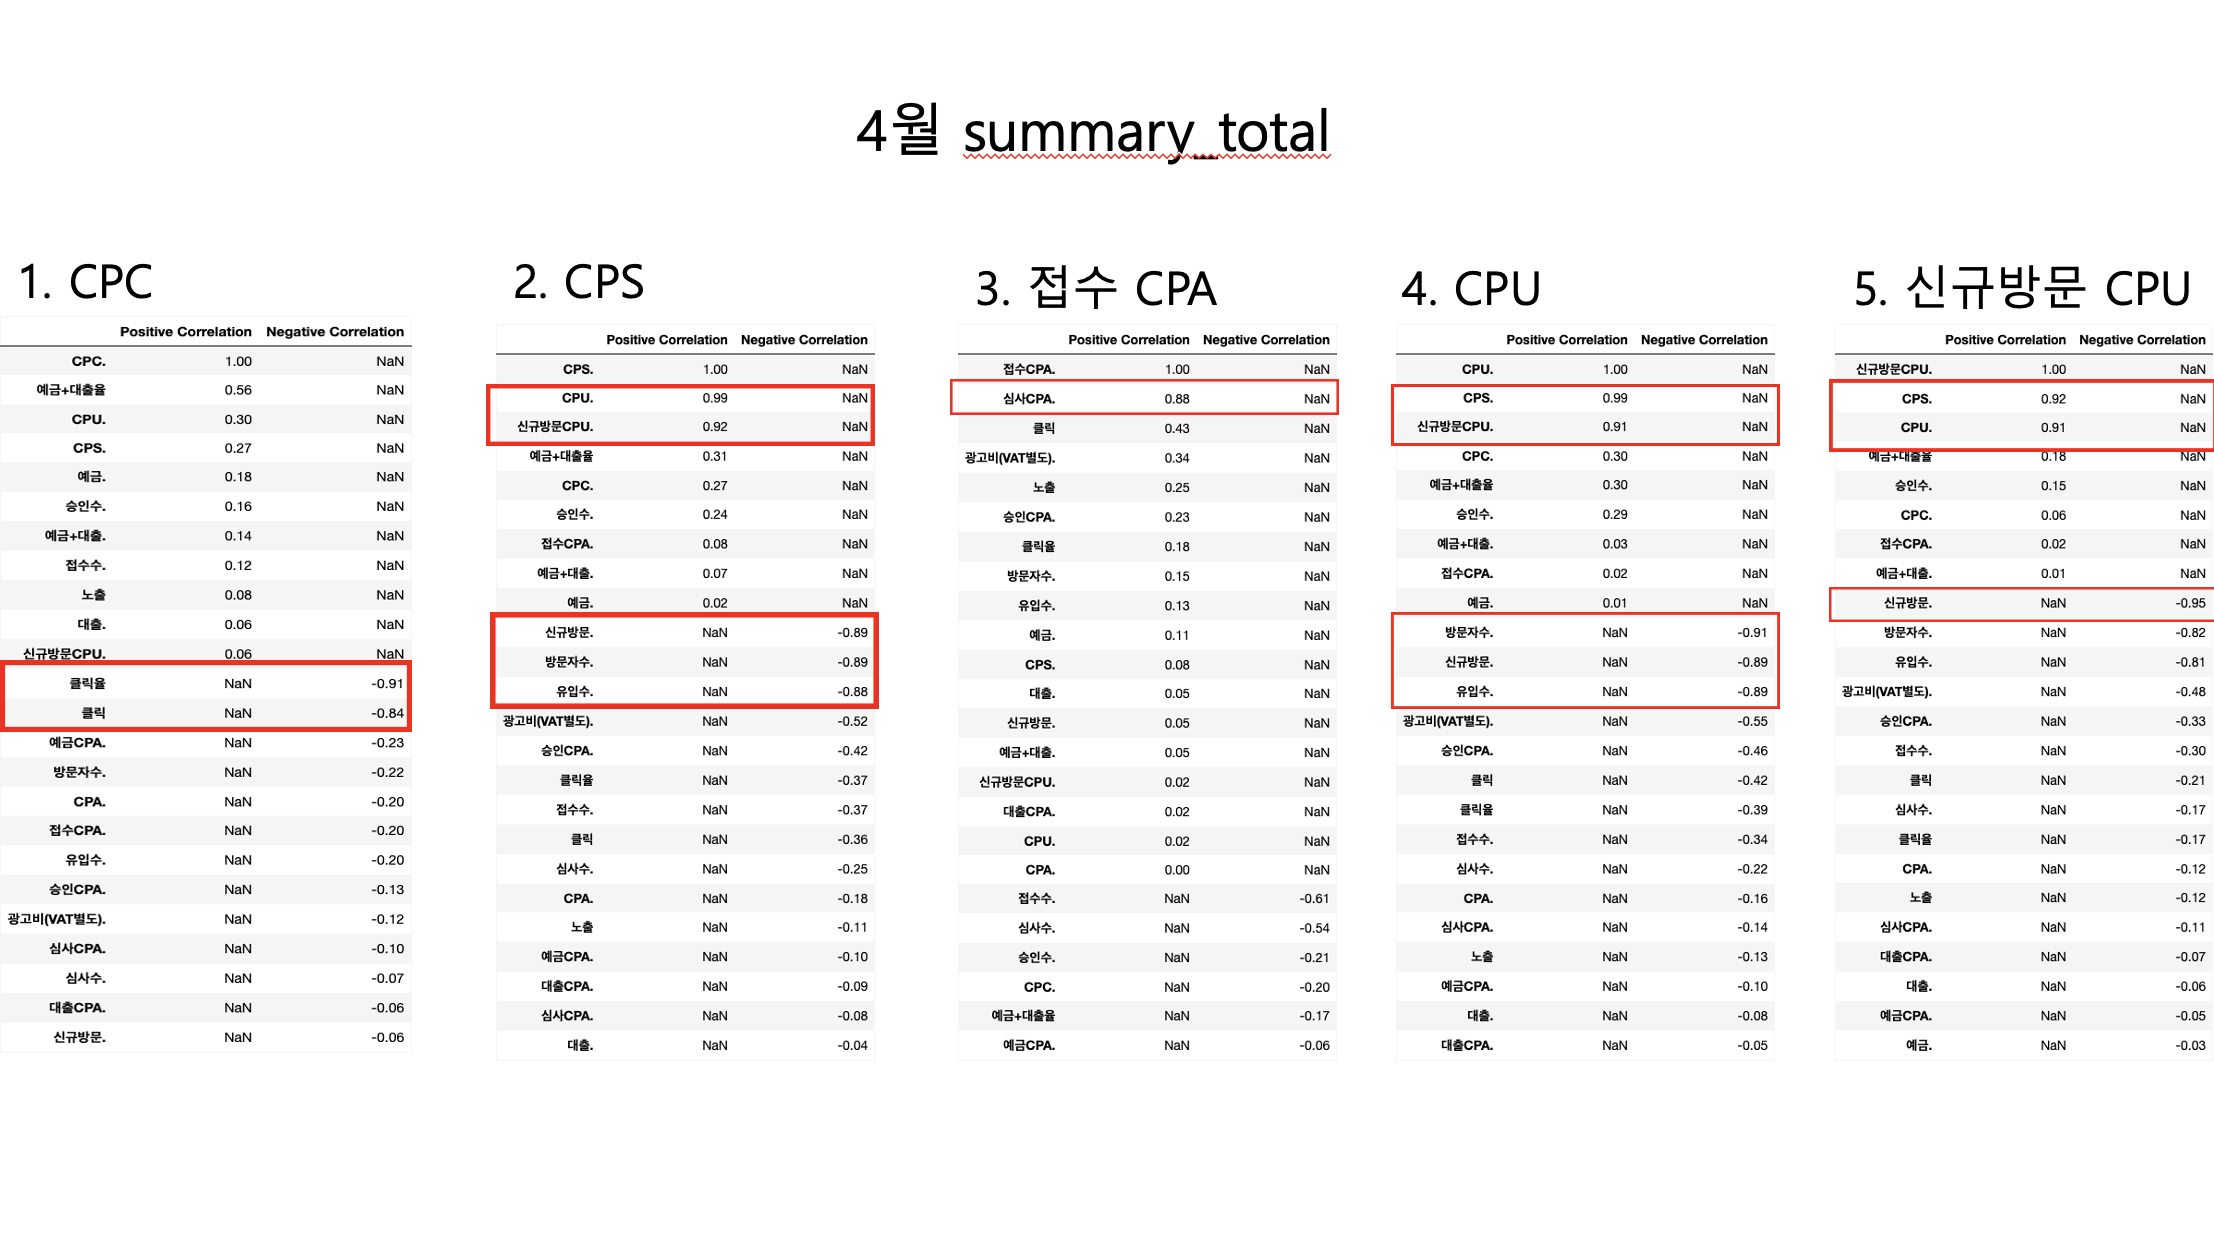 4월 summary_total
1. CPC
Positive Correlation Negative Correlation
CPC. 1.00 NaN
예금+대출율 0.56 NaN
CPU. 0.30 NaN
CPS. 0.27 NaN
예금. 0.18 NaN
승인수. 0.16 NaN
예금+대출. 0.14 NaN
접수수. 0.12 NaN
노출 0.08 NaN
대출. 0.06 NaN
신규방문CPU. 0.06 NaN
클릭율 NaN -0.91
클릭 NaN -0.84
예금CPA. NaN -0.23
방문자수. NaN -0.22
CPA. NaN -0.20
접수CPA. NaN -0.20
유입수. NaN -0.20
승인CPA. NaN -0.13
광고비(VAT별도). NaN -0.12
심사CPA. NaN -0.10
심사수. NaN -0.07
대출CPA. NaN -0.06
신규방문. NaN -0.06
2. CPS
Positive Correlation Negative Correlation
CPS. 1.00 NaN
CPU. 0.99 NaN
신규방문CPU. 0.92 NaN
예금+대출율 0.31 NaN
CPC. 0.27 NaN
승인수. 0.24 NaN
접수CPA. 0.08 NaN
예금+대출. 0.07 NaN
예금. 0.02 NaN
신규방문. NaN -0.89
방문자수. NaN -0.89
유입수. NaN -0.88
광고비(VAT별도). NaN -0.52
승인CPA. NaN -0.42
클릭율 NaN -0.37
접수수. NaN -0.37
클릭 NaN -0.36
심사수. NaN -0.25
CPA. NaN -0.18
노출 NaN -0.11
예금CPA. NaN -0.10
대출CPA. NaN -0.09
심사CPA. NaN -0.08
대출. NaN -0.04
3. 접수 CPA
Positive Correlation Negative Correlation
접수CPA. 1.00 NaN
심사CPA. 0.88 NaN
클릭 0.43 NaN
광고비(VAT별도). 0.34 NaN
노출 0.25 NaN
승인CPA. 0.23 NaN
클릭율 0.18 NaN
방문자수. 0.15 NaN
유입수. 0.13 NaN
예금. 0.11 NaN
CPS. 0.08 NaN
대출. 0.05 NaN
신규방문. 0.05 NaN
예금+대출. 0.05 NaN
신규방문CPU. 0.02 NaN
대출CPA. 0.02 NaN
CPU. 0.02 NaN
CPA. 0.00 NaN
접수수. NaN -0.61
심사수. NaN -0.54
승인수. NaN -0.21
CPC. NaN -0.20
예금+대출율 NaN -0.17
예금CPA. NaN -0.06
4. CPU
Positive Correlation Negative Correlation
CPU. 1.00 NaN
CPS. 0.99 NaN
신규방문CPU. 0.91 NaN
CPC. 0.30 NaN
예금+대출율 0.30 NaN
승인수. 0.29 NaN
예금+대출. 0.03 NaN
접수CPA. 0.02 NaN
예금. 0.01 NaN
방문자수. NaN -0.91
신규방문. NaN -0.89
유입수. NaN -0.89
광고비(VAT별도). NaN -0.55
승인CPA. NaN -0.46
클릭 NaN -0.42
클릭율 NaN -0.39
접수수. NaN -0.34
심사수. NaN -0.22
CPA. NaN -0.16
심사CPA. NaN -0.14
노출 NaN -0.13
예금CPA. NaN -0.10
대출. NaN -0.08
대출CPA. NaN -0.05
5. 신규방문 CPU
Positive Correlation Negative Correlation
신규방문CPU. 1.00 NaN
CPS. 0.92 NaN
CPU. 0.91 NaN
예금+대출율 0.18 NaN
승인수. 0.15 NaN
CPC. 0.06 NaN
접수CPA. 0.02 NaN
예금+대출. 0.01 NaN
신규방문. NaN -0.95
방문자수. NaN -0.82
유입수. NaN -0.81
광고비(VAT별도). NaN -0.48
승인CPA. NaN -0.33
접수수. NaN -0.30
클릭 NaN -0.21
심사수. NaN -0.17
클릭율 NaN -0.17
CPA. NaN -0.12
노출 NaN -0.12
심사CPA. NaN -0.11
대출CPA. NaN -0.07
대출. NaN -0.06
예금CPA. NaN -0.05
예금. NaN -0.03